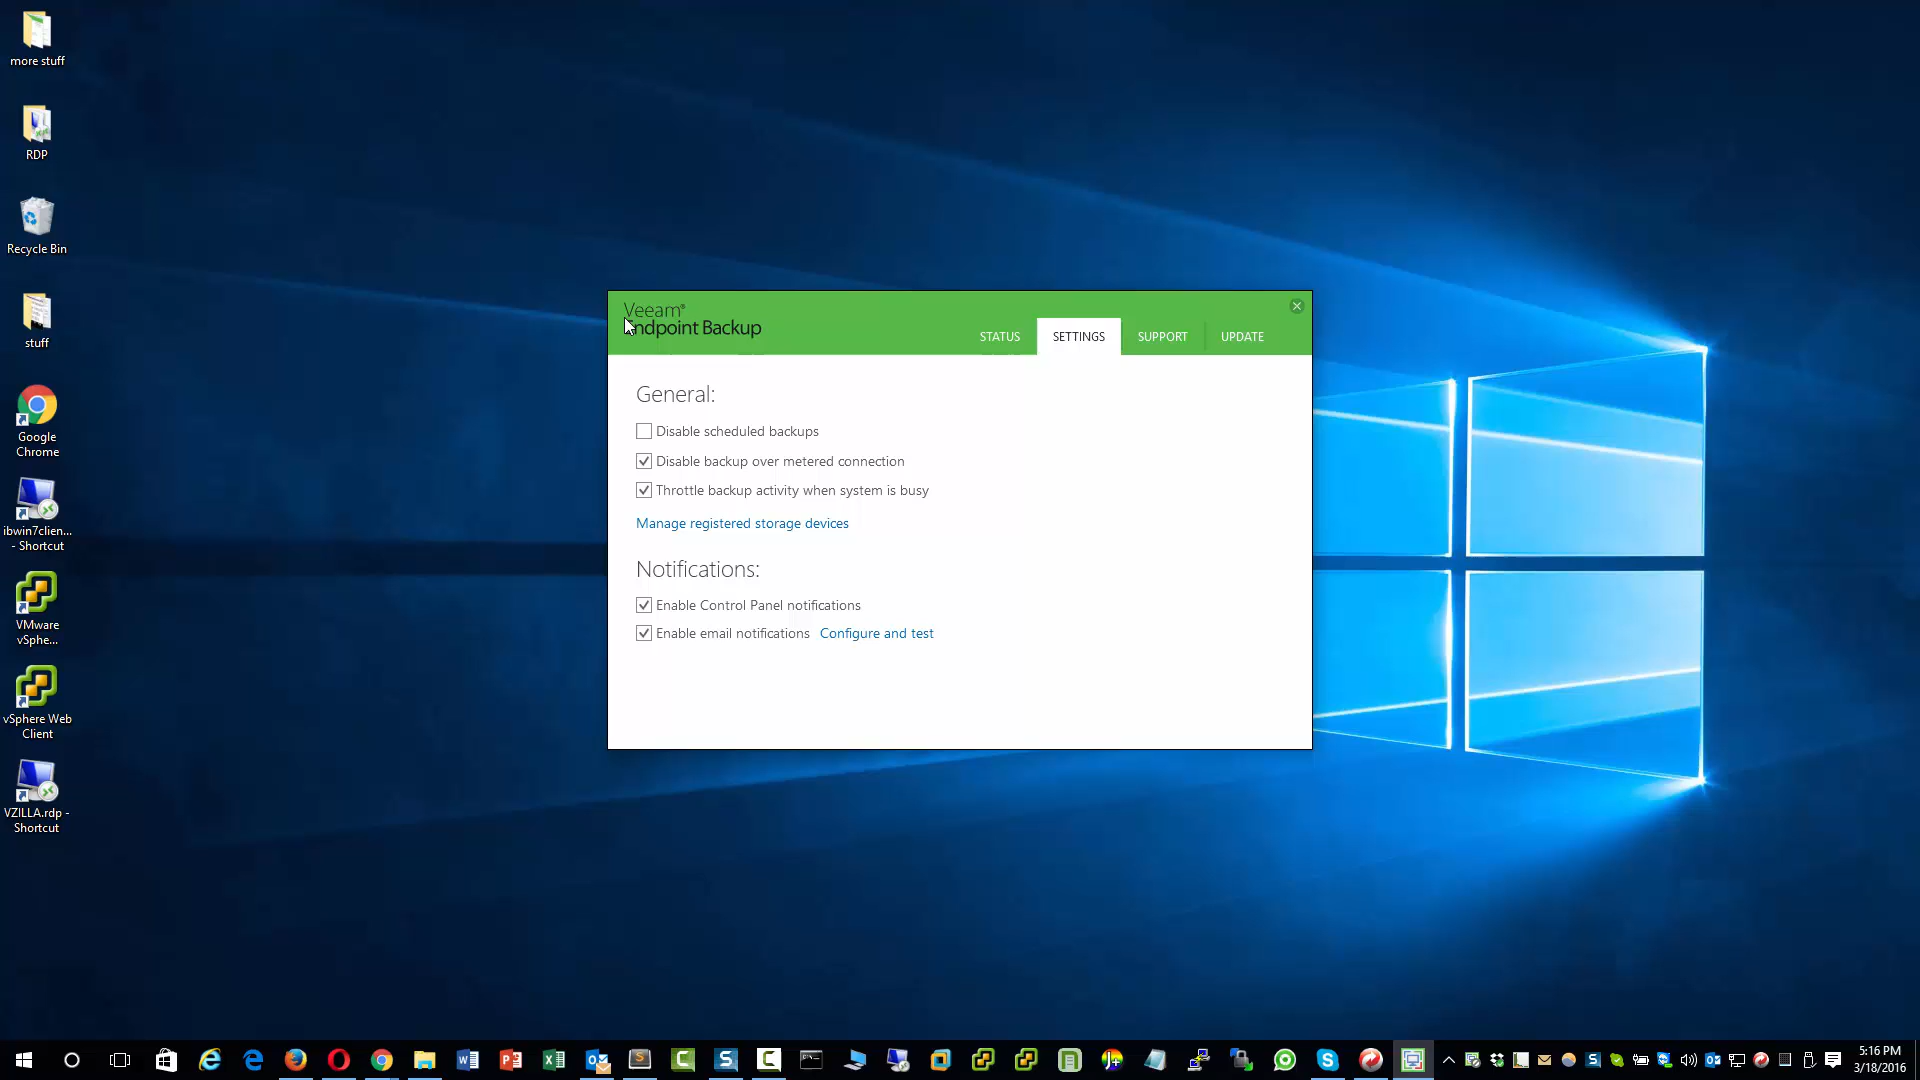 more stuff
RDP
Recycle Bin
stuff
Google
Chrome
ibwin7clien...
- Shortcut
VMware
vSphe...
vSphere Web
Client
VZILLA.rdp -
Shortcut
Veeam®
Endpoint Backup
STATUS
SETTINGS
SUPPORT
UPDATE
General:
Disable scheduled backups
Disable backup over metered connection
Throttle backup activity when system is busy
Manage registered storage devices
Notifications:
Enable Control Panel notifications
Enable email notifications Configure and test
5:16 PM
3/18/2016